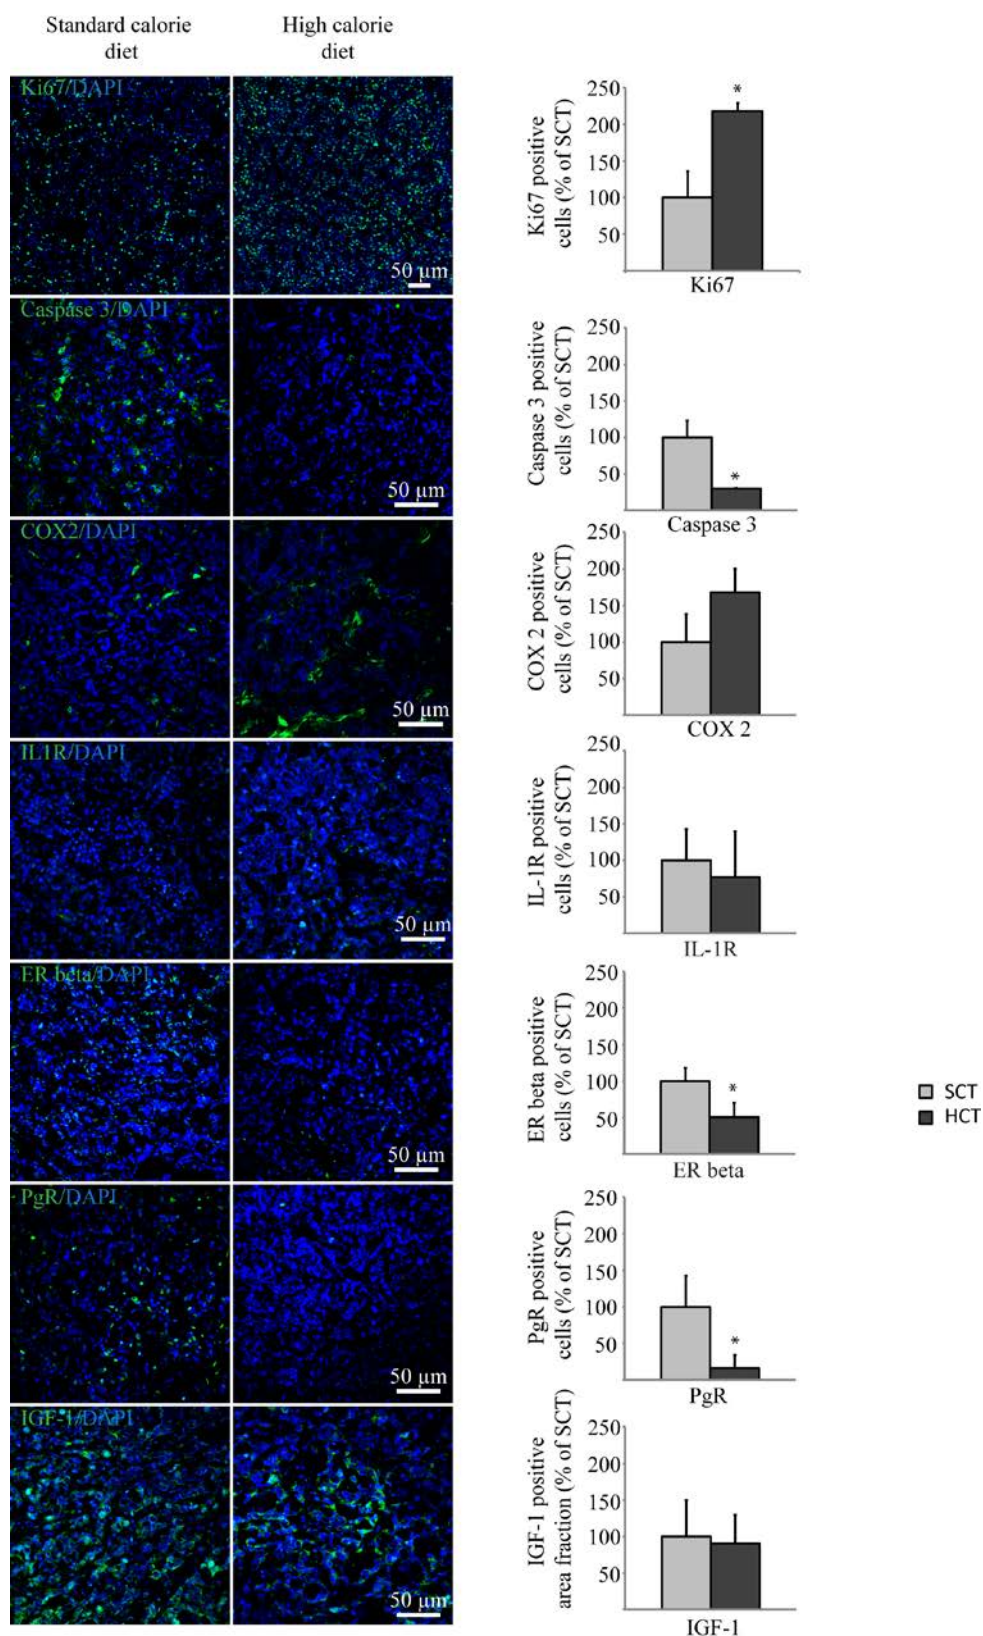 Standard calorie
diet
High calorie
diet
Ki67/DAPI
50 µm
Ki67 positive
cells (% of SCT)
250
200
150
100
50
*
Ki67
Caspase 3/DAPI
50 µm
Caspase 3 positive
cells (% of SCT)
250
200
150
100
50
*
Caspase 3
COX2/DAPI
50 µm
COX 2 positive
cells (% of SCT)
250
200
150
100
50
COX 2
IL1R/DAPI
50 µm
IL-1R positive
cells (% of SCT)
250
200
150
100
50
IL-1R
ER beta/DAPI
50 µm
ER beta positive
cells (% of SCT)
250
200
150
100
50
*
ER beta
SCT
HCT
PgR/DAPI
50 µm
PgR positive
cells (% of SCT)
250
200
150
100
50
*
PgR
IGF-1/DAPI
50 µm
IGF-1 positive
area fraction (% of SCT)
250
200
150
100
50
IGF-1